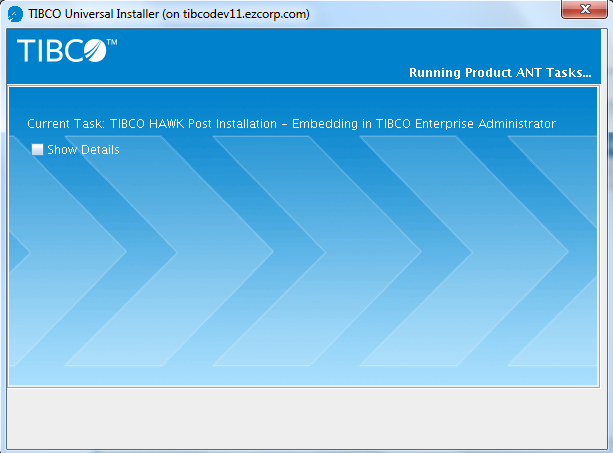 TIBCO Universal Installer (on tibcodev11.ezcorp.com)
TIBCO™
Running Product ANT Tasks...
Current Task: TIBCO HAWK Post Installation - Embedding in TIBCO Enterprise Administrator
Show Details